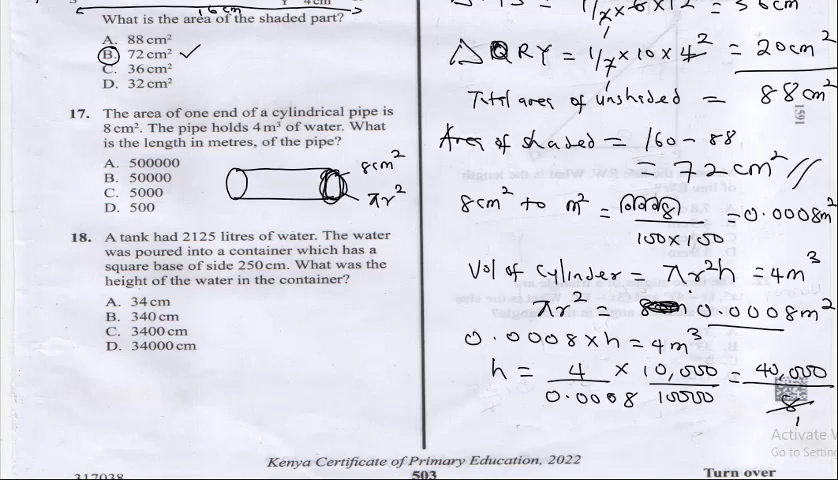 16cm
4cm
What is the area of the shaded part?
A. 88 cm²
B. 72 cm²
C. 36 cm²
D. 32 cm²
17. The area of one end of a cylindrical pipe is
8 cm². The pipe holds 4 m³ of water. What
is the length in metres, of the pipe?
A. 500000
B. 50000
C. 5000
D. 500
8cm²
πr²
18. A tank had 2125 litres of water. The water
was poured into a container which has a
square base of side 250 cm. What was the
height of the water in the container?
A. 34 cm
B. 340 cm
C. 3400 cm
D. 34000 cm
△ QRY = 1/2 × 10 × 4² = 20cm²
Total area of unshaded = 88cm²
Area of shaded = 160 - 88
= 72cm² //
8cm² to m² = 8/100×100 = 0.0008m²
Vol of Cylinder = πr²h = 4m³
πr² = 0.0008m²
0.0008 × h = 4m³
h = 4/0.0008 × 10,000/10000 = 40,000/8
1
1591
Activate
Go to Settin
Kenya Certificate of Primary Education, 2022
317038
503
Turn over